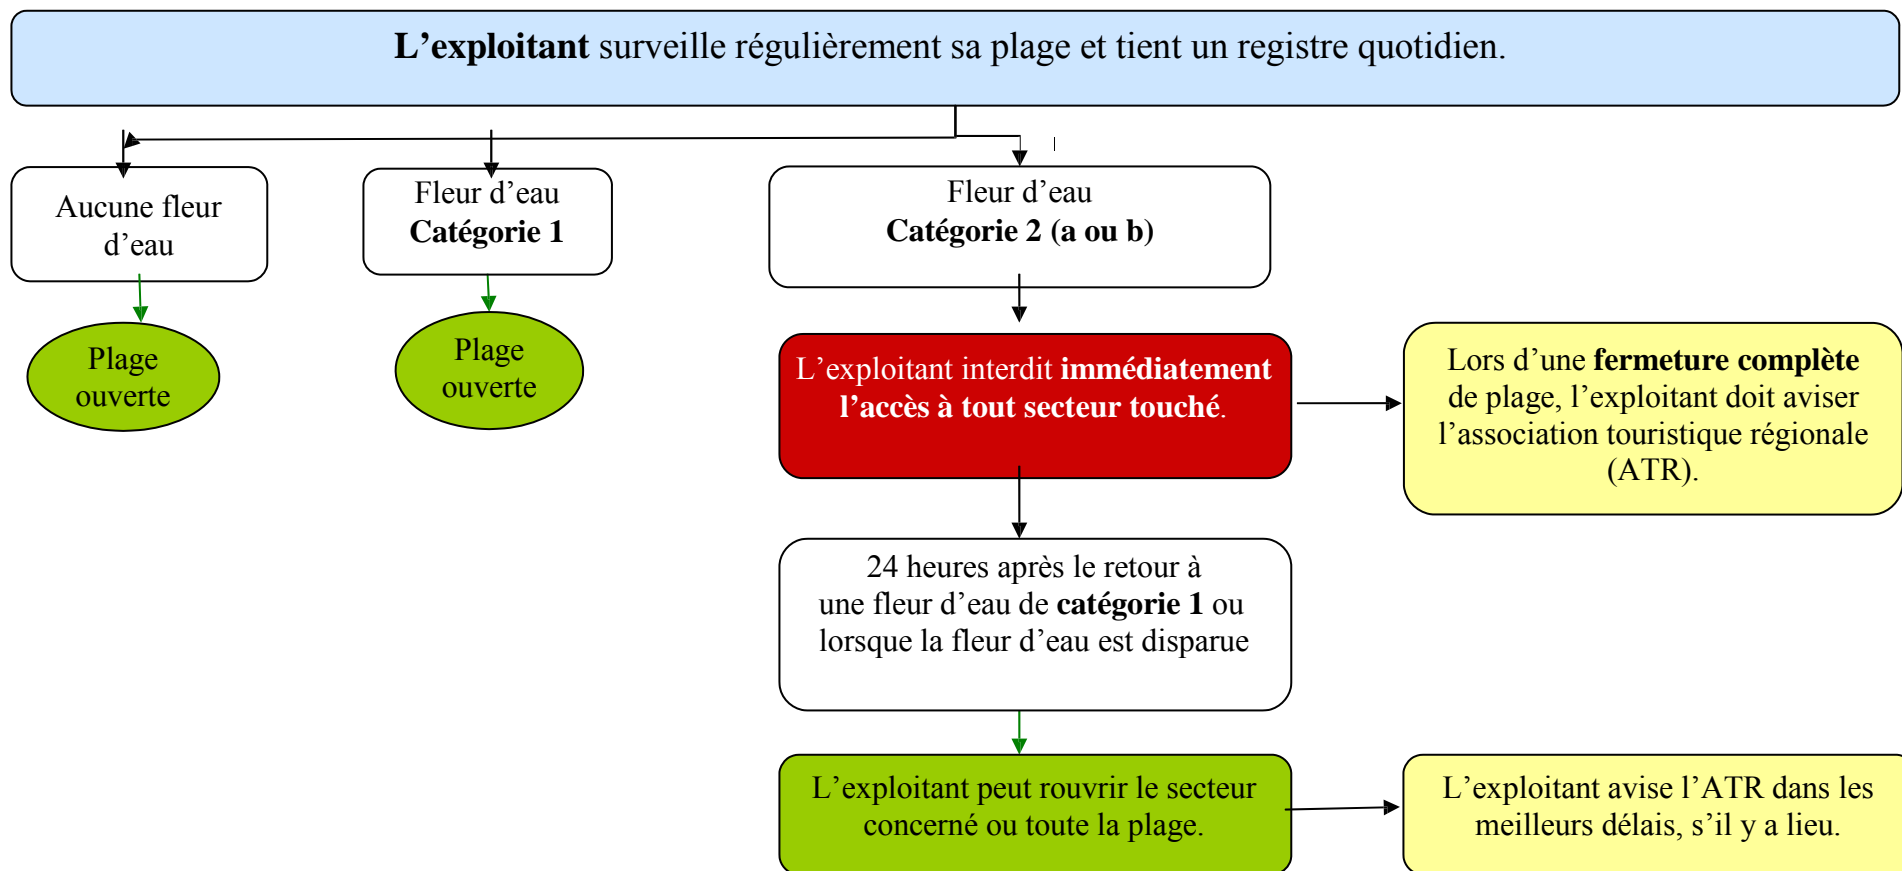 L’exploitant surveille régulièrement sa plage et tient un registre quotidien.
Aucune fleur
d’eau
Fleur d’eau
Catégorie 1
Fleur d’eau
Catégorie 2 (a ou b)
Plage
ouverte
Plage
ouverte
L’exploitant interdit immédiatement
l’accès à tout secteur touché.
Lors d’une fermeture complète
de plage, l’exploitant doit aviser
l’association touristique régionale
(ATR).
24 heures après le retour à
une fleur d’eau de catégorie 1 ou
lorsque la fleur d’eau est disparue
L’exploitant peut rouvrir le secteur
concerné ou toute la plage.
L’exploitant avise l’ATR dans les
meilleurs délais, s’il y a lieu.